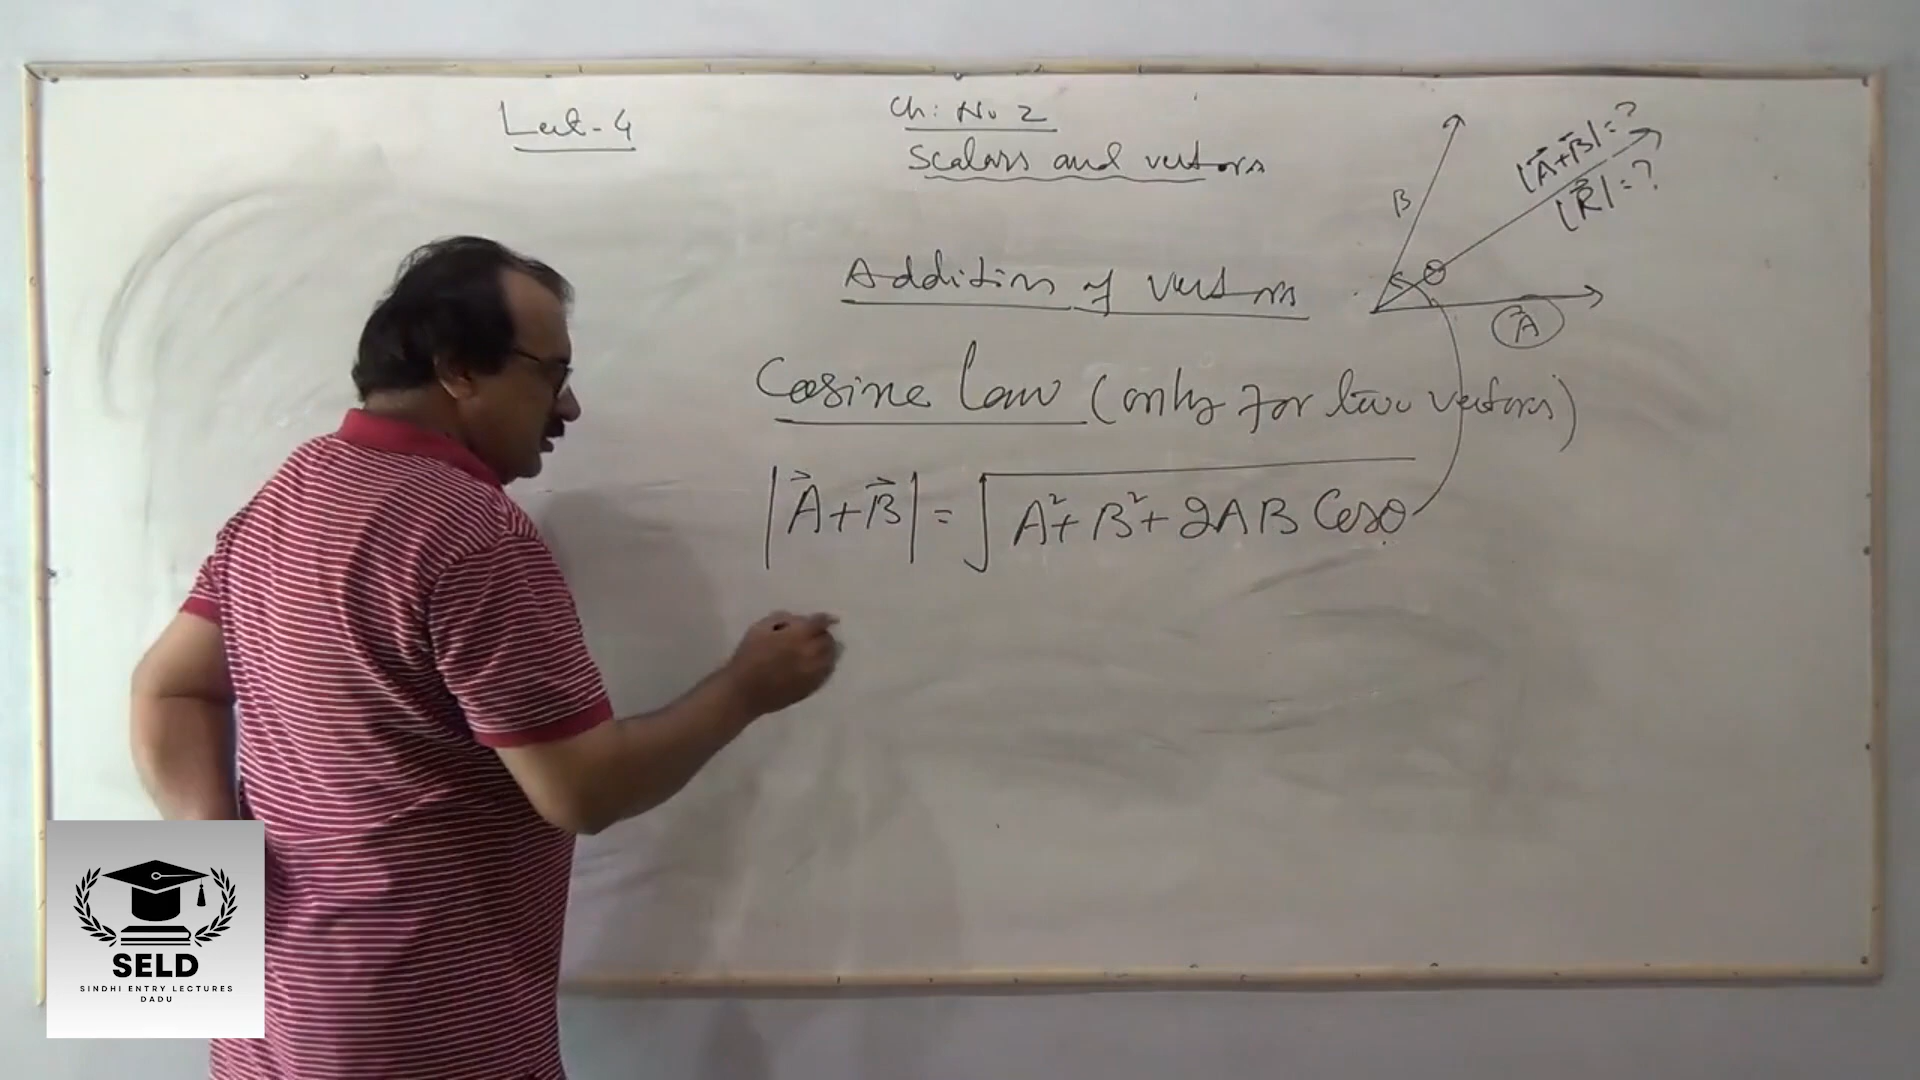 Lect-4
Ch: No 2
Scalars and vectors
B
|A⃗+B⃗|=?
|R⃗|=?
θ
A⃗
Addition of vectors
Cosine law (only for two vectors)
|A⃗+B⃗| = √A²+B²+2AB Cosθ
SELD
SINDHI ENTRY LECTURES
DADU